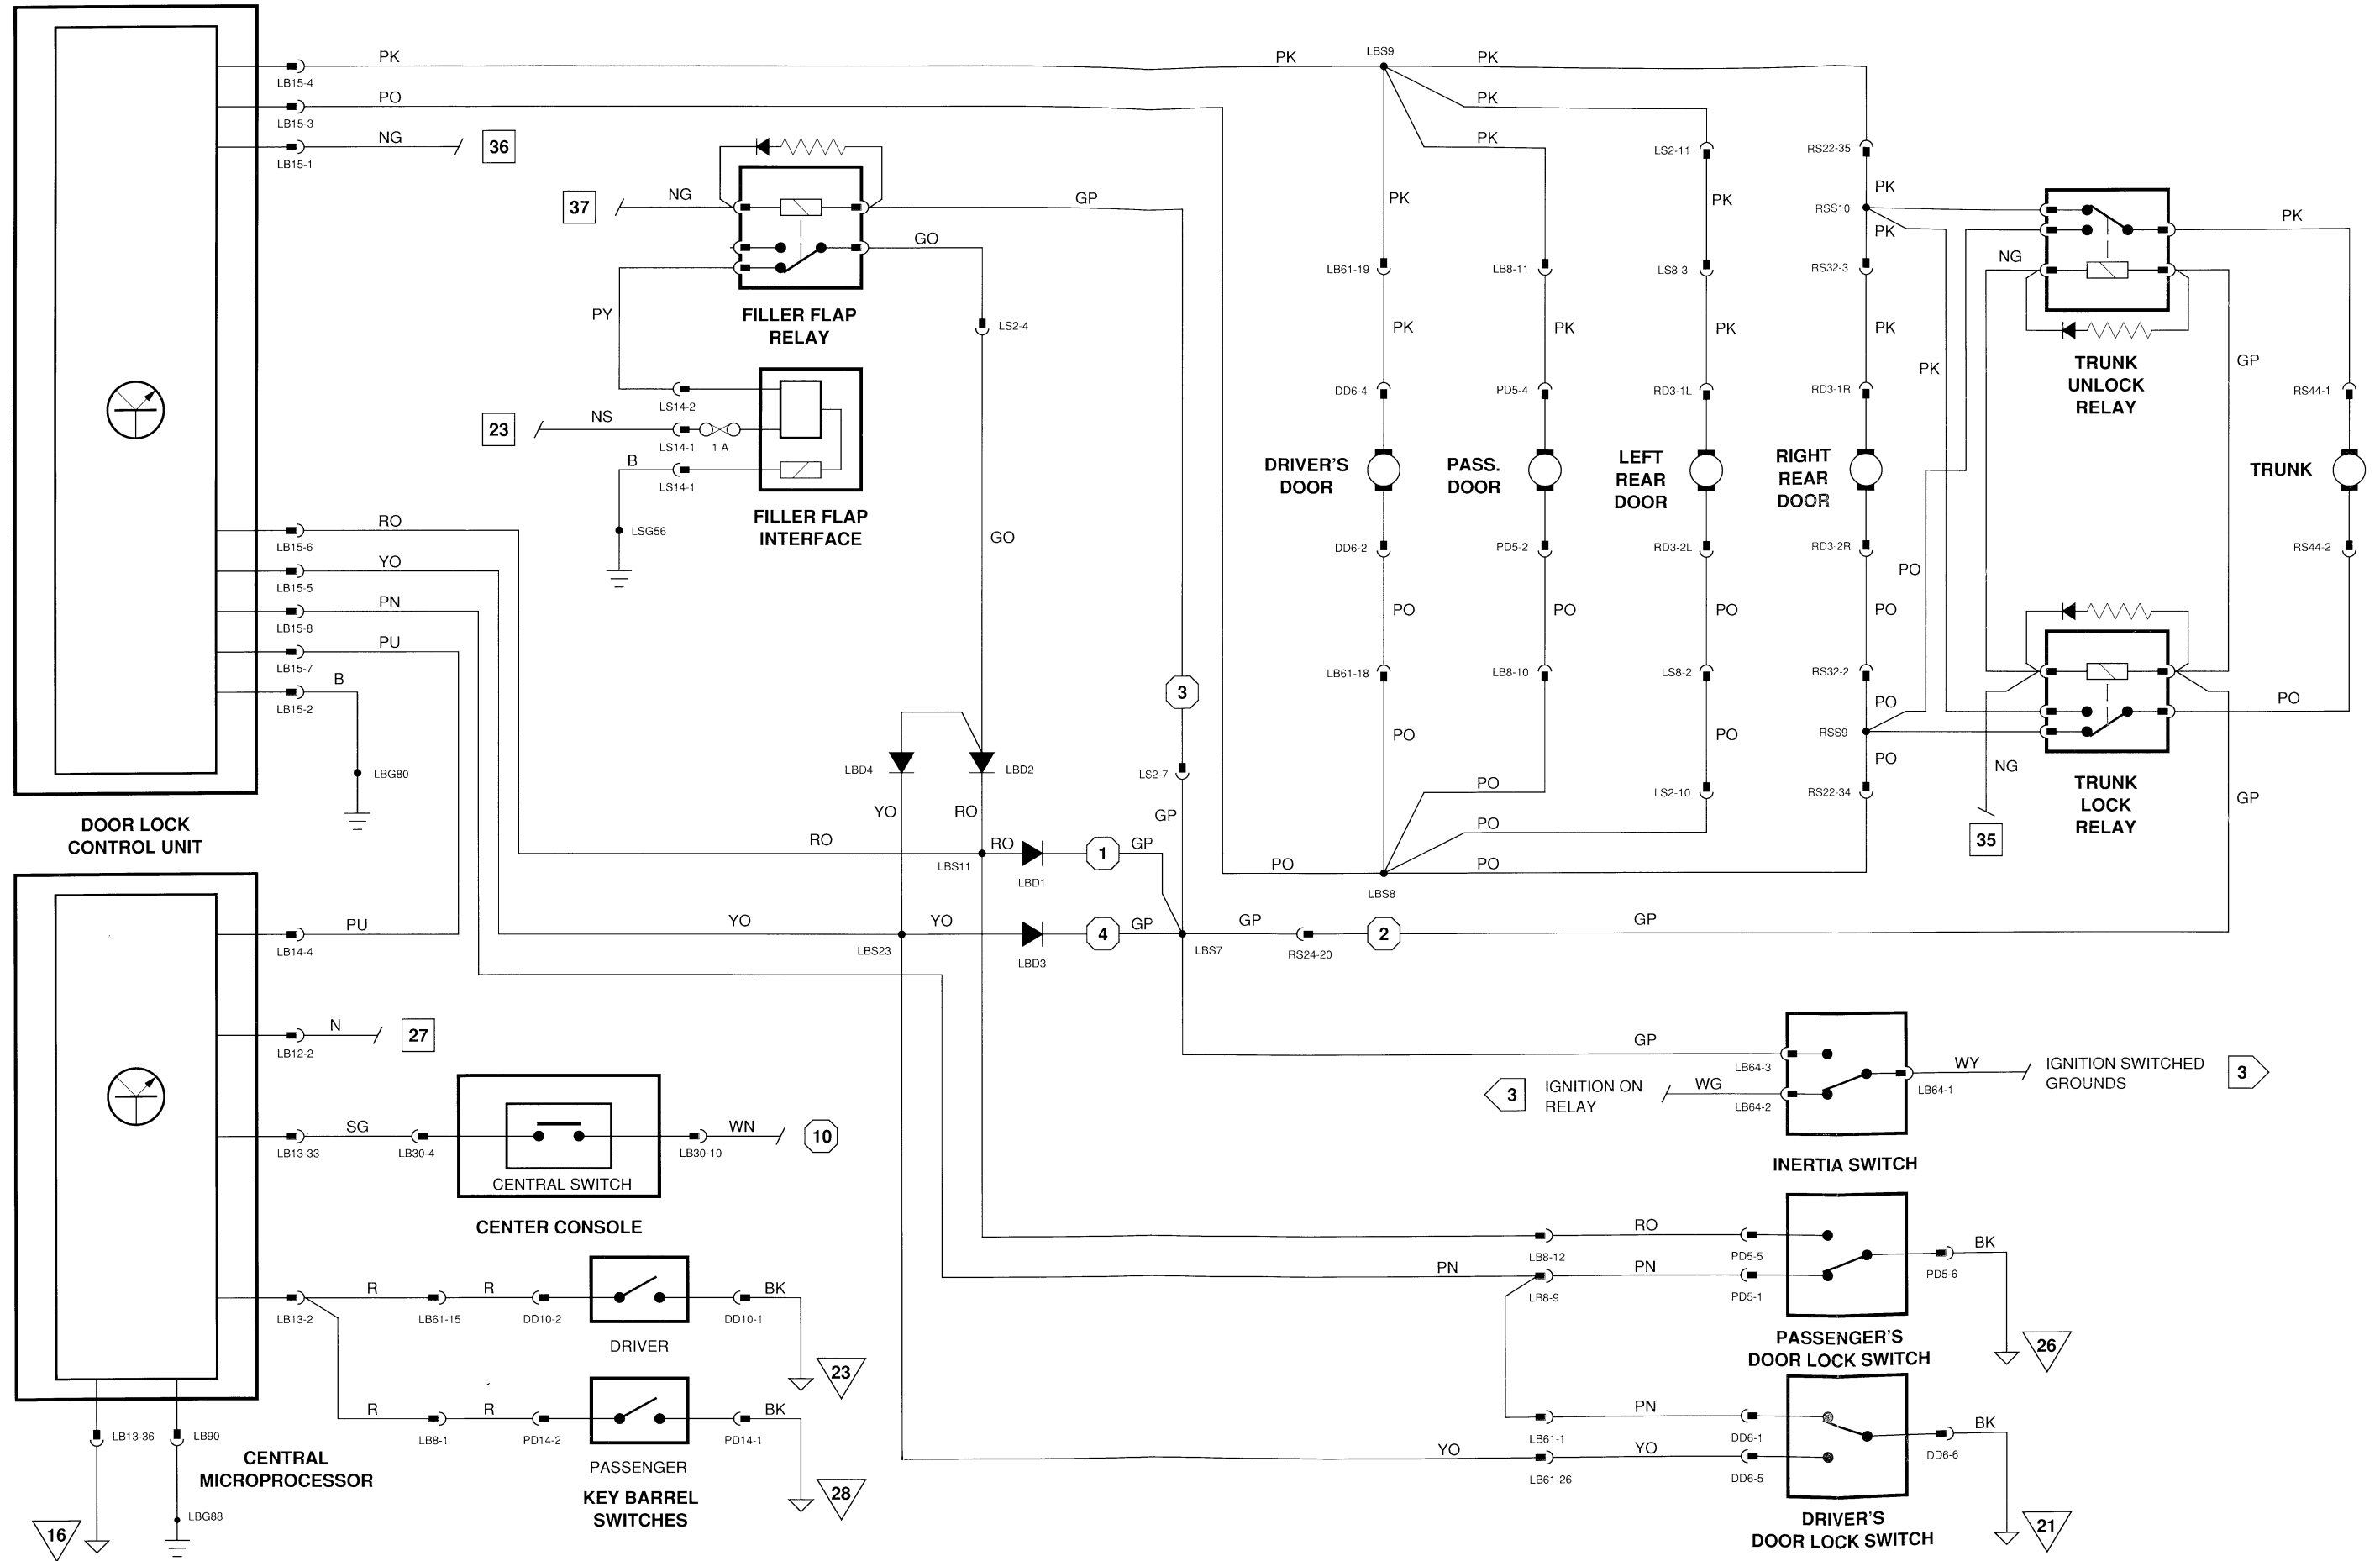 PK
LB15-4
PK
LBS9
PK
PO
LB15-3
PK
NG
LB15-1
36
PK
LS2-11
RS22-35
37
NG
GP
PK
PK
PK
RSS10
PK
PK
GO
NG
PY
FILLER FLAP
RELAY
LS2-4
LB61-19
LB8-11
LS8-3
RS32-3
PK
PK
PK
PK
PK
TRUNK
UNLOCK
RELAY
GP
LS14-2
23
NS
LS14-1
1 A
B
LS14-1
LSG56
FILLER FLAP
INTERFACE
DD6-4
PD5-4
RD3-1L
RD3-1R
RS44-1
DRIVER'S
DOOR
PASS.
DOOR
LEFT
REAR
DOOR
RIGHT
REAR
DOOR
TRUNK
RO
LB15-6
YO
LB15-5
PN
LB15-8
PU
LB15-7
B
LB15-2
LBG80
GO
DD6-2
PD5-2
RD3-2L
RD3-2R
RS44-2
PO
PO
PO
PO
PO
LB61-18
LB8-10
LS8-2
RS32-2
3
PO
PO
PO
PO
RSS9
PO
NG
TRUNK
LOCK
RELAY
GP
35
LBD4
LBD2
LS2-7
LS2-10
RS22-34
YO
RO
GP
PO
PO
DOOR LOCK
CONTROL UNIT
RO
LBS11
RO
LBD1
1
GP
PO
LBS8
PO
PU
LB14-4
YO
LBS23
YO
LBD3
4
GP
LBS7
GP
RS24-20
2
GP
N
LB12-2
27
GP
LB64-3
3
IGNITION ON
RELAY
WG
LB64-2
LB64-1
WY
IGNITION SWITCHED
GROUNDS
3
INERTIA SWITCH
SG
LB13-33
LB30-4
CENTRAL SWITCH
LB30-10
WN
10
CENTER CONSOLE
LB8-12
RO
PD5-5
PN
LB8-9
PN
PD5-1
PD5-6
BK
26
PASSENGER'S
DOOR LOCK SWITCH
LB13-2
R
LB61-15
R
DD10-2
DRIVER
DD10-1
BK
23
R
LB8-1
R
PD14-2
PASSENGER
PD14-1
BK
28
KEY BARREL
SWITCHES
LB61-1
PN
DD6-1
YO
LB61-26
YO
DD6-5
DD6-6
BK
21
DRIVER'S
DOOR LOCK SWITCH
LB13-36
LB90
CENTRAL
MICROPROCESSOR
LBG88
16